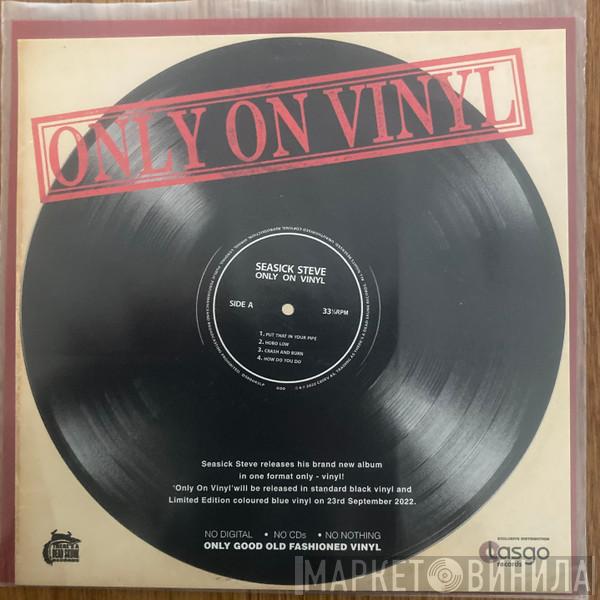 ONLY ON VINYL
SEASICK STEVE
ONLY ON VINYL
SIDE A
33⅓RPM
1. PUT THAT IN YOUR PIPE
2. HOBO LOW
3. CRASH AND BURN
4. HOW DO YOU DO
Seasick Steve releases his brand new album
in one format only - vinyl!
'Only On Vinyl'will be released in standard black vinyl and
Limited Edition coloured blue vinyl on 23rd September 2022.
NO DIGITAL • NO CDs • NO NOTHING
ONLY GOOD OLD FASHIONED VINYL
EXCLUSIVE DISTRIBUTION
Lasgo
records
МАРКЕТ ВИНИЛА